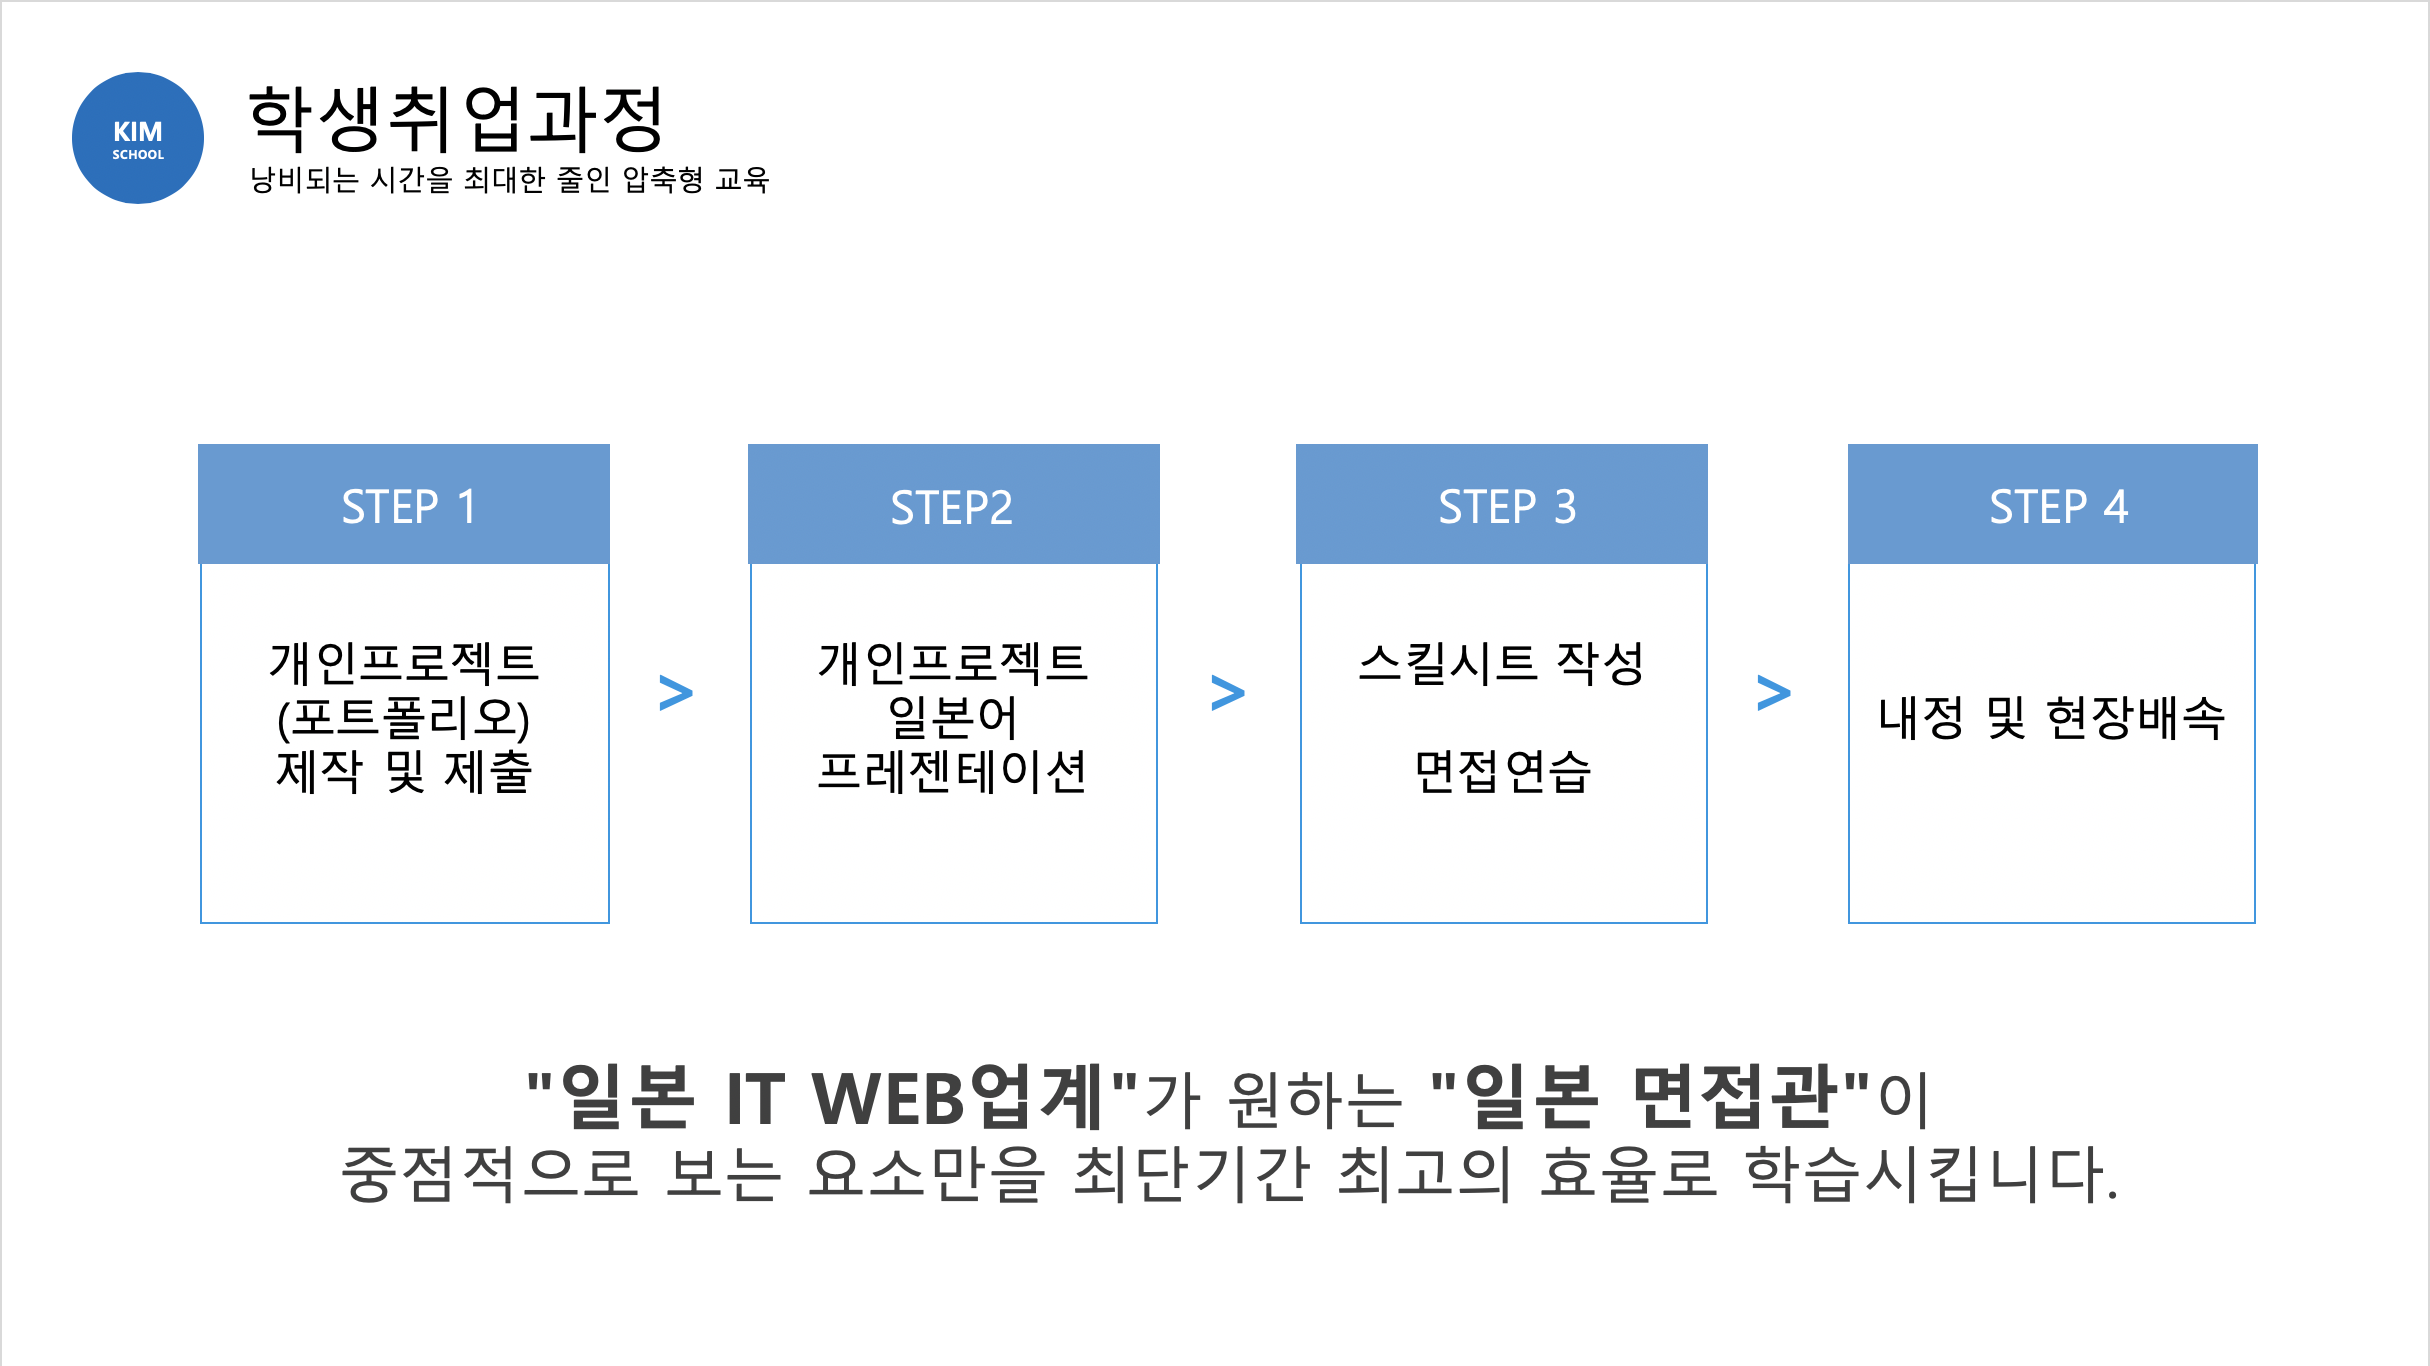 KIM
SCHOOL
학생취업과정
낭비되는 시간을 최대한 줄인 압축형 교육
STEP 1
개인프로젝트
(포트폴리오)
제작 및 제출
>
STEP2
개인프로젝트
일본어
프레젠테이션
>
STEP 3
스킬시트 작성
면접연습
>
STEP 4
내정 및 현장배속
"일본 IT WEB업계"가 원하는 "일본 면접관"이
중점적으로 보는 요소만을 최단기간 최고의 효율로 학습시킵니다.